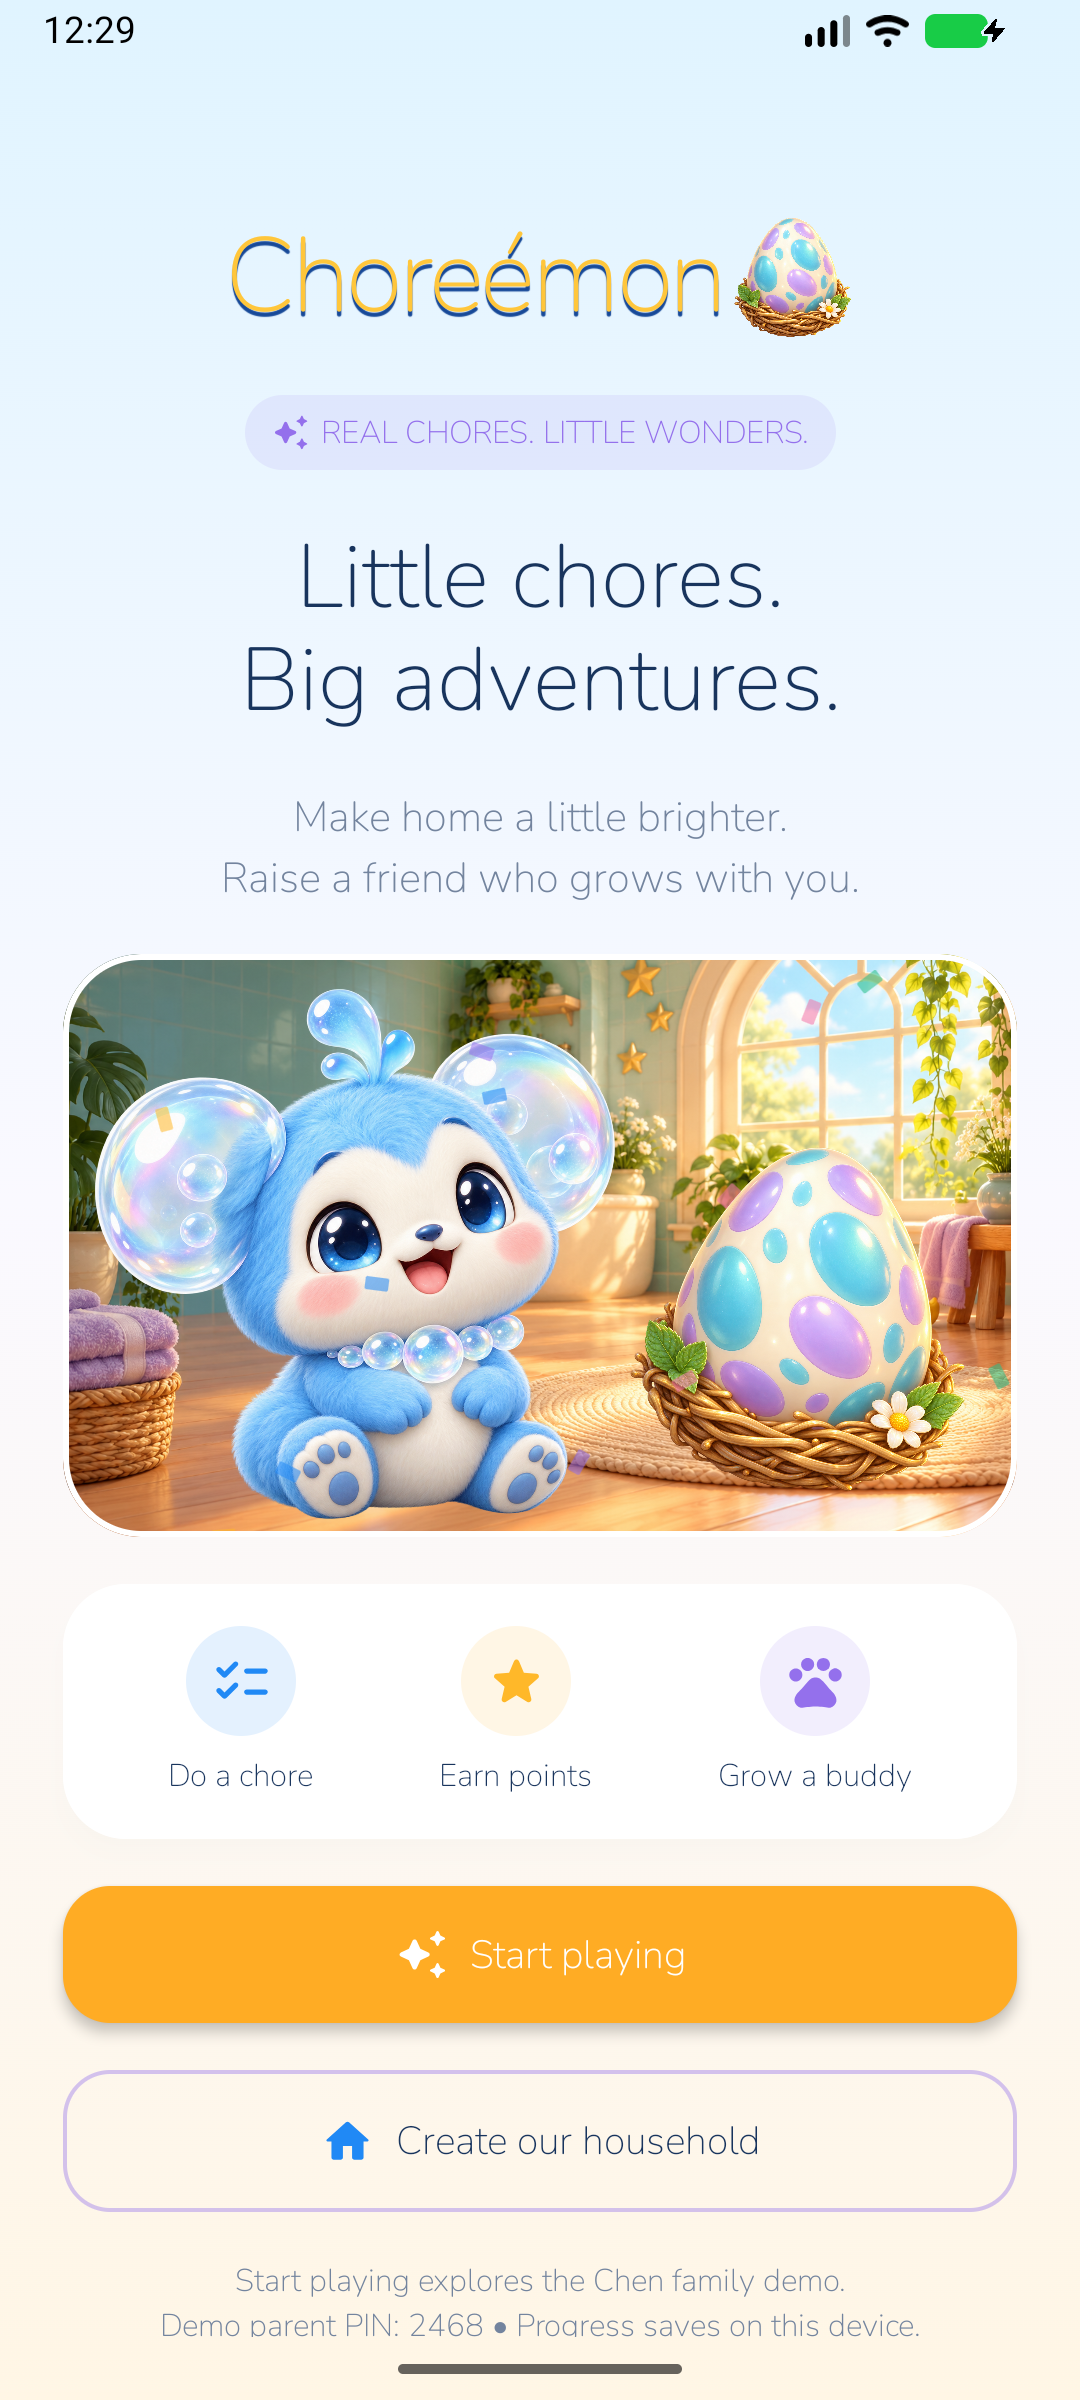 12:29
Choreémon
REAL CHORES. LITTLE WONDERS.
Little chores.
Big adventures.
Make home a little brighter.
Raise a friend who grows with you.
Do a chore
Earn points
Grow a buddy
Start playing
Create our household
Start playing explores the Chen family demo.
Demo parent PIN: 2468 • Progress saves on this device.